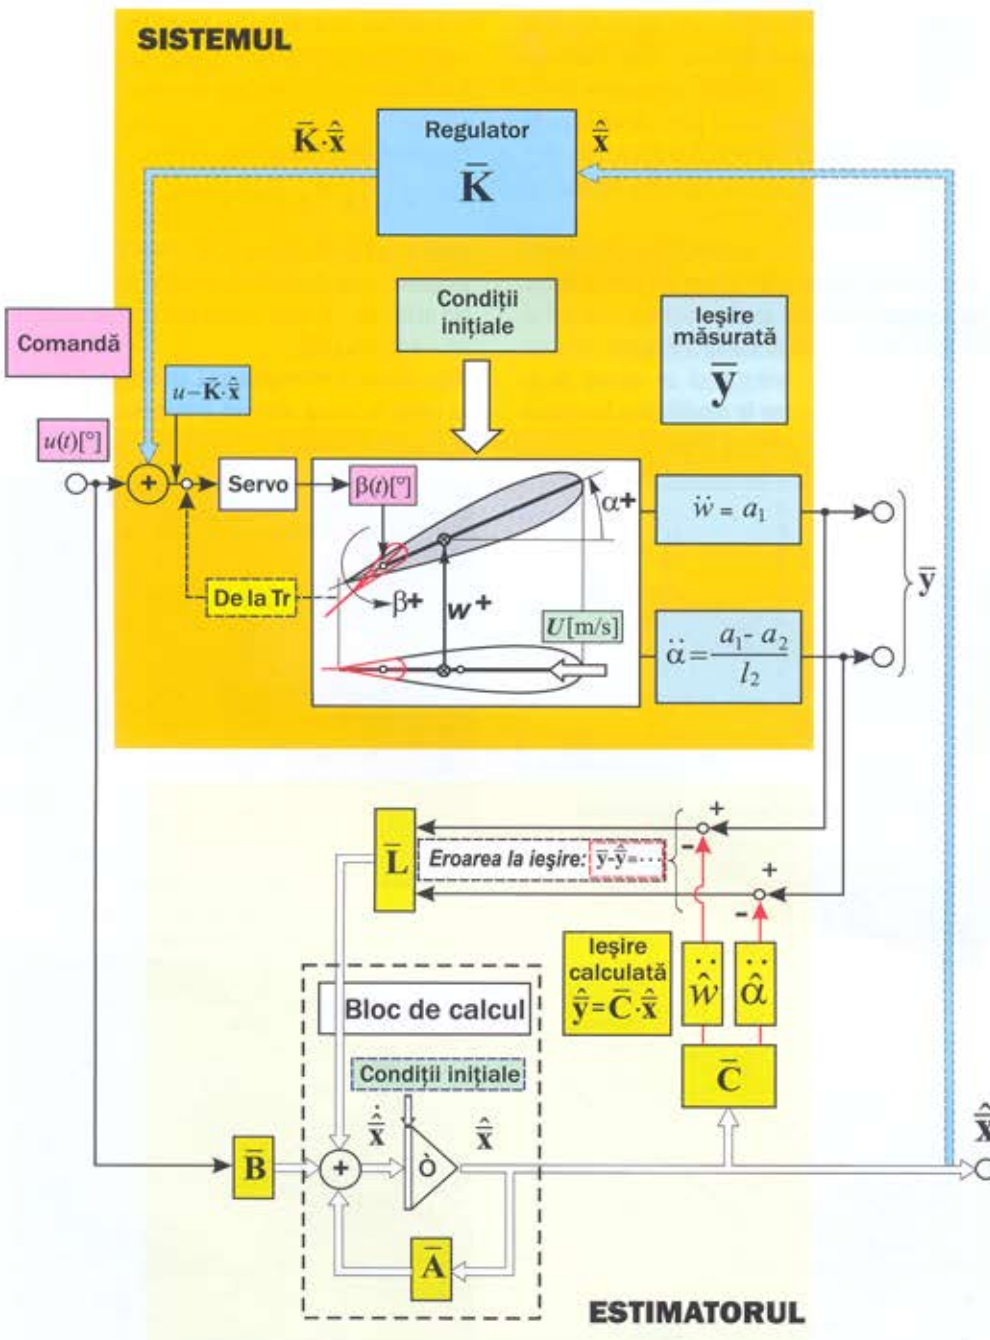 SISTEMUL
K̄·x̂̄
Regulator
K̄
x̂̄
Condiții
inițiale
Ieșire
măsurată
ȳ
Comandă
u−K̄·x̂̄
u(t)[°]
+
Servo
β(t)[°]
α+
ẅ = a₁
De la Tr
β+
w+
U[m/s]
α̈ = (a₁- a₂)/l₂
ȳ
L̄
Eroarea la ieșire: ȳ-ŷ̄=···
+
-
+
-
Ieșire
calculată
ŷ̄=C̄·x̂̄
ŵ̈
α̂̈
Bloc de calcul
C̄
Condiții inițiale
x̂̄̇
x̂̄
x̂̄
B̄
+
Ò
Ā
ESTIMATORUL